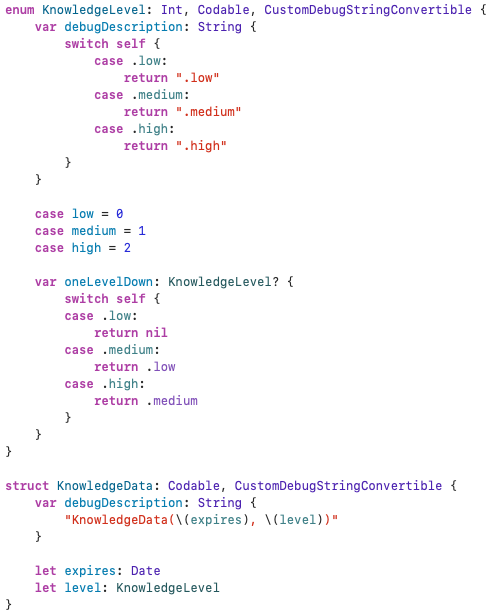 enum KnowledgeLevel: Int, Codable, CustomDebugStringConvertible {
    var debugDescription: String {
        switch self {
            case .low:
                return ".low"
            case .medium:
                return ".medium"
            case .high:
                return ".high"
        }
    }

    case low = 0
    case medium = 1
    case high = 2

    var oneLevelDown: KnowledgeLevel? {
        switch self {
        case .low:
            return nil
        case .medium:
            return .low
        case .high:
            return .medium
        }
    }
}

struct KnowledgeData: Codable, CustomDebugStringConvertible {
    var debugDescription: String {
        "KnowledgeData(\(expires), \(level))"
    }

    let expires: Date
    let level: KnowledgeLevel
}